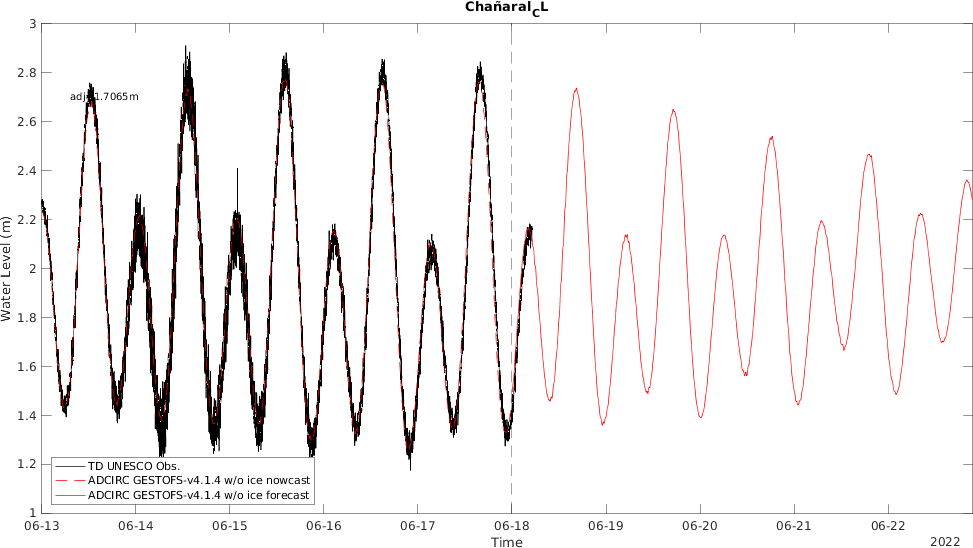 Chañaral_CL
3
2.8
2.6
2.4
2.2
2
1.8
1.6
1.4
1.2
1
Water Level (m)
adj=1.7065m
TD UNESCO Obs.
ADCIRC GESTOFS-v4.1.4 w/o ice nowcast
ADCIRC GESTOFS-v4.1.4 w/o ice forecast
06-13 06-14 06-15 06-16 06-17 06-18 06-19 06-20 06-21 06-22
Time
2022